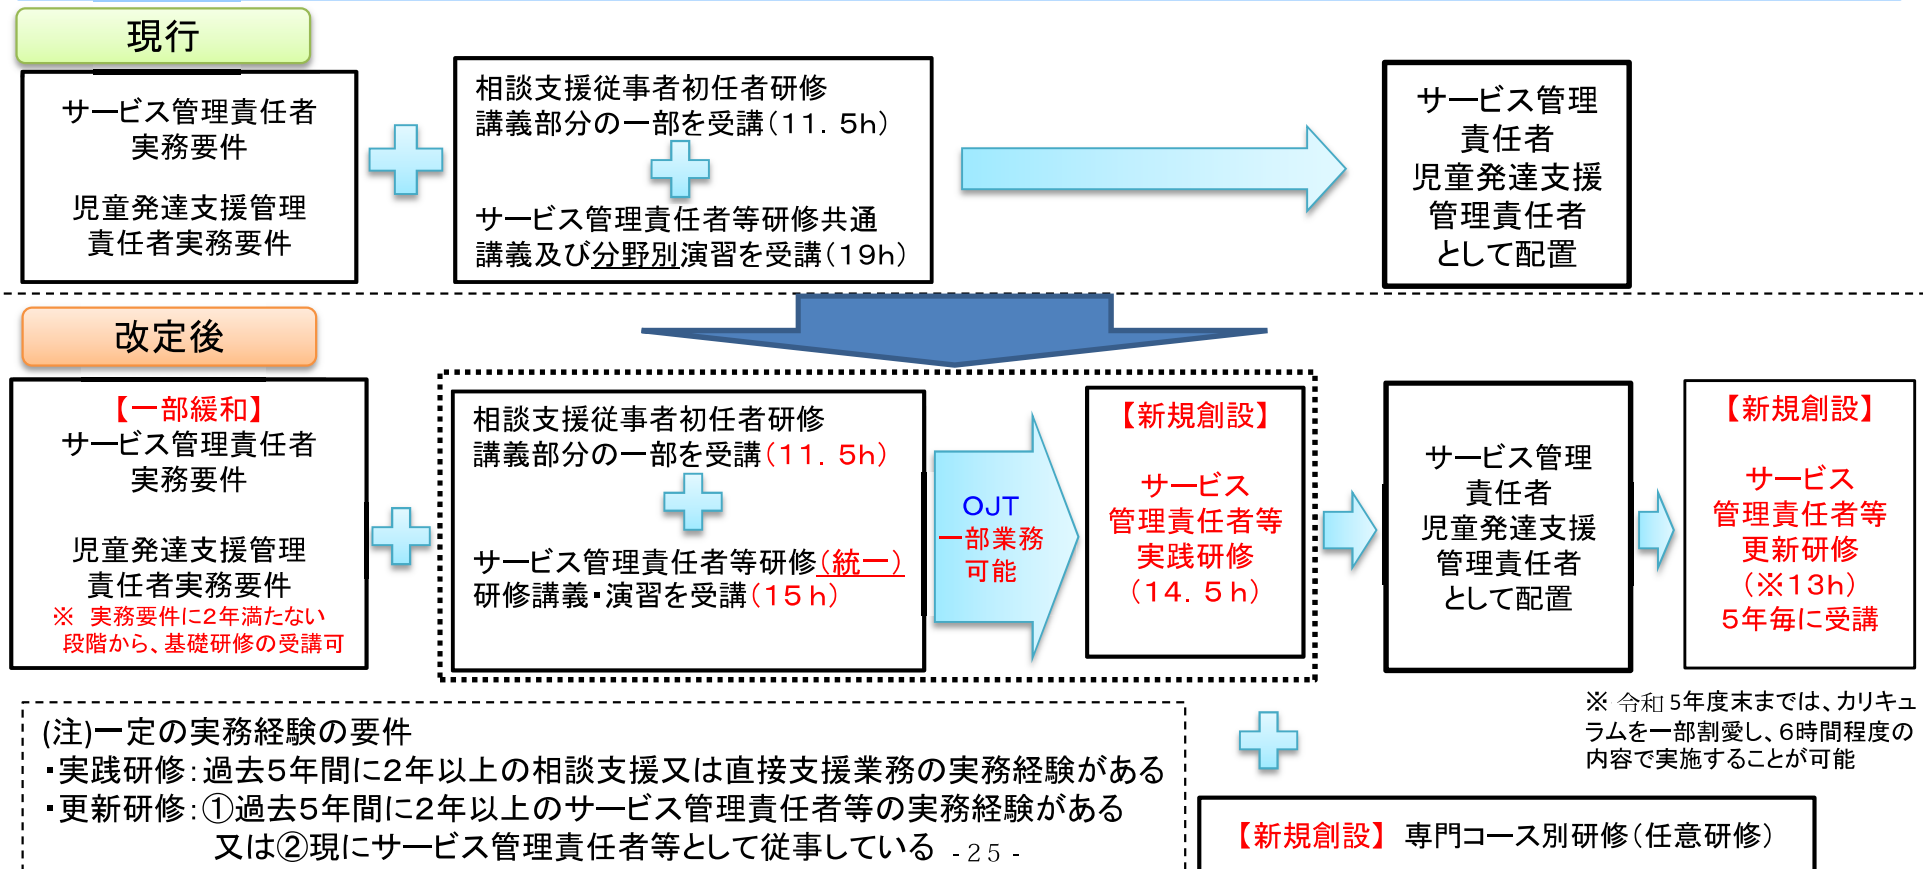 現行
サービス管理責任者
実務要件
児童発達支援管理
責任者実務要件
相談支援従事者初任者研修
講義部分の一部を受講(11．5h)
サービス管理責任者等研修共通
講義及び分野別演習を受講(19h)
サービス管理
責任者
児童発達支援
管理責任者
として配置
改定後
【一部緩和】
サービス管理責任者
実務要件
児童発達支援管理
責任者実務要件
※ 実務要件に2年満たない
段階から、基礎研修の受講可
相談支援従事者初任者研修
講義部分の一部を受講(11．5h)
サービス管理責任者等研修(統一)
研修講義・演習を受講(15h)
OJT
一部業務
可能
【新規創設】
サービス
管理責任者等
実践研修
(14．5h)
サービス管理
責任者
児童発達支援
管理責任者
として配置
【新規創設】
サービス
管理責任者等
更新研修
(※13h)
5年毎に受講
※ 令和5年度末までは、カリキュ
ラムを一部割愛し、6時間程度の
内容で実施することが可能
(注)一定の実務経験の要件
・実践研修：過去5年間に2年以上の相談支援又は直接支援業務の実務経験がある
・更新研修：①過去5年間に2年以上のサービス管理責任者等の実務経験がある
又は②現にサービス管理責任者等として従事している
-25-
【新規創設】 専門コース別研修(任意研修)